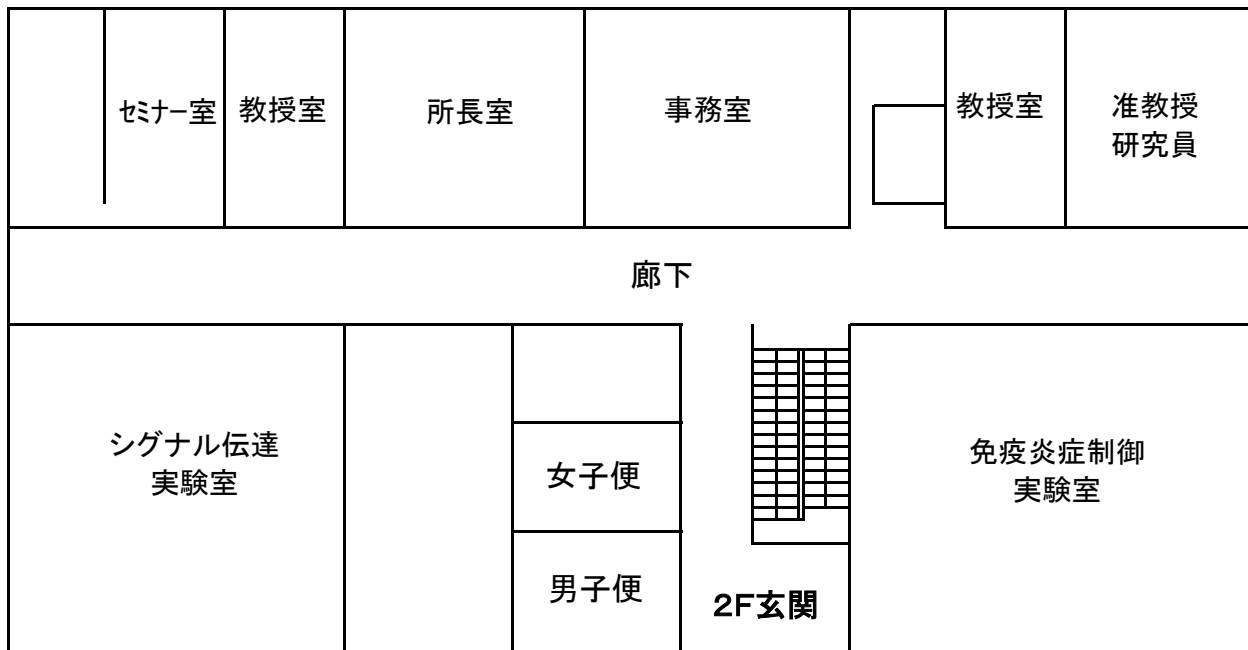 セミナー室
教授室
所長室
事務室
教授室
准教授
研究員
廊下
シグナル伝達
実験室
女子便
男子便
2F玄関
免疫炎症制御
実験室